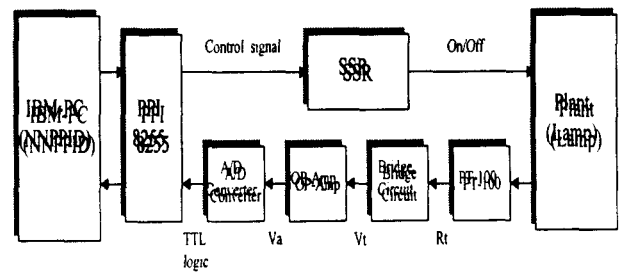 Control signal
On/Off
IBM-PC
(NNPPID)
PPI
8255
SSR
Plant
(Lamp)
A/D
Converter
OP-Amp
Bridge
Circuit
PT-100
TTL
logic
Va
Vt
Rt